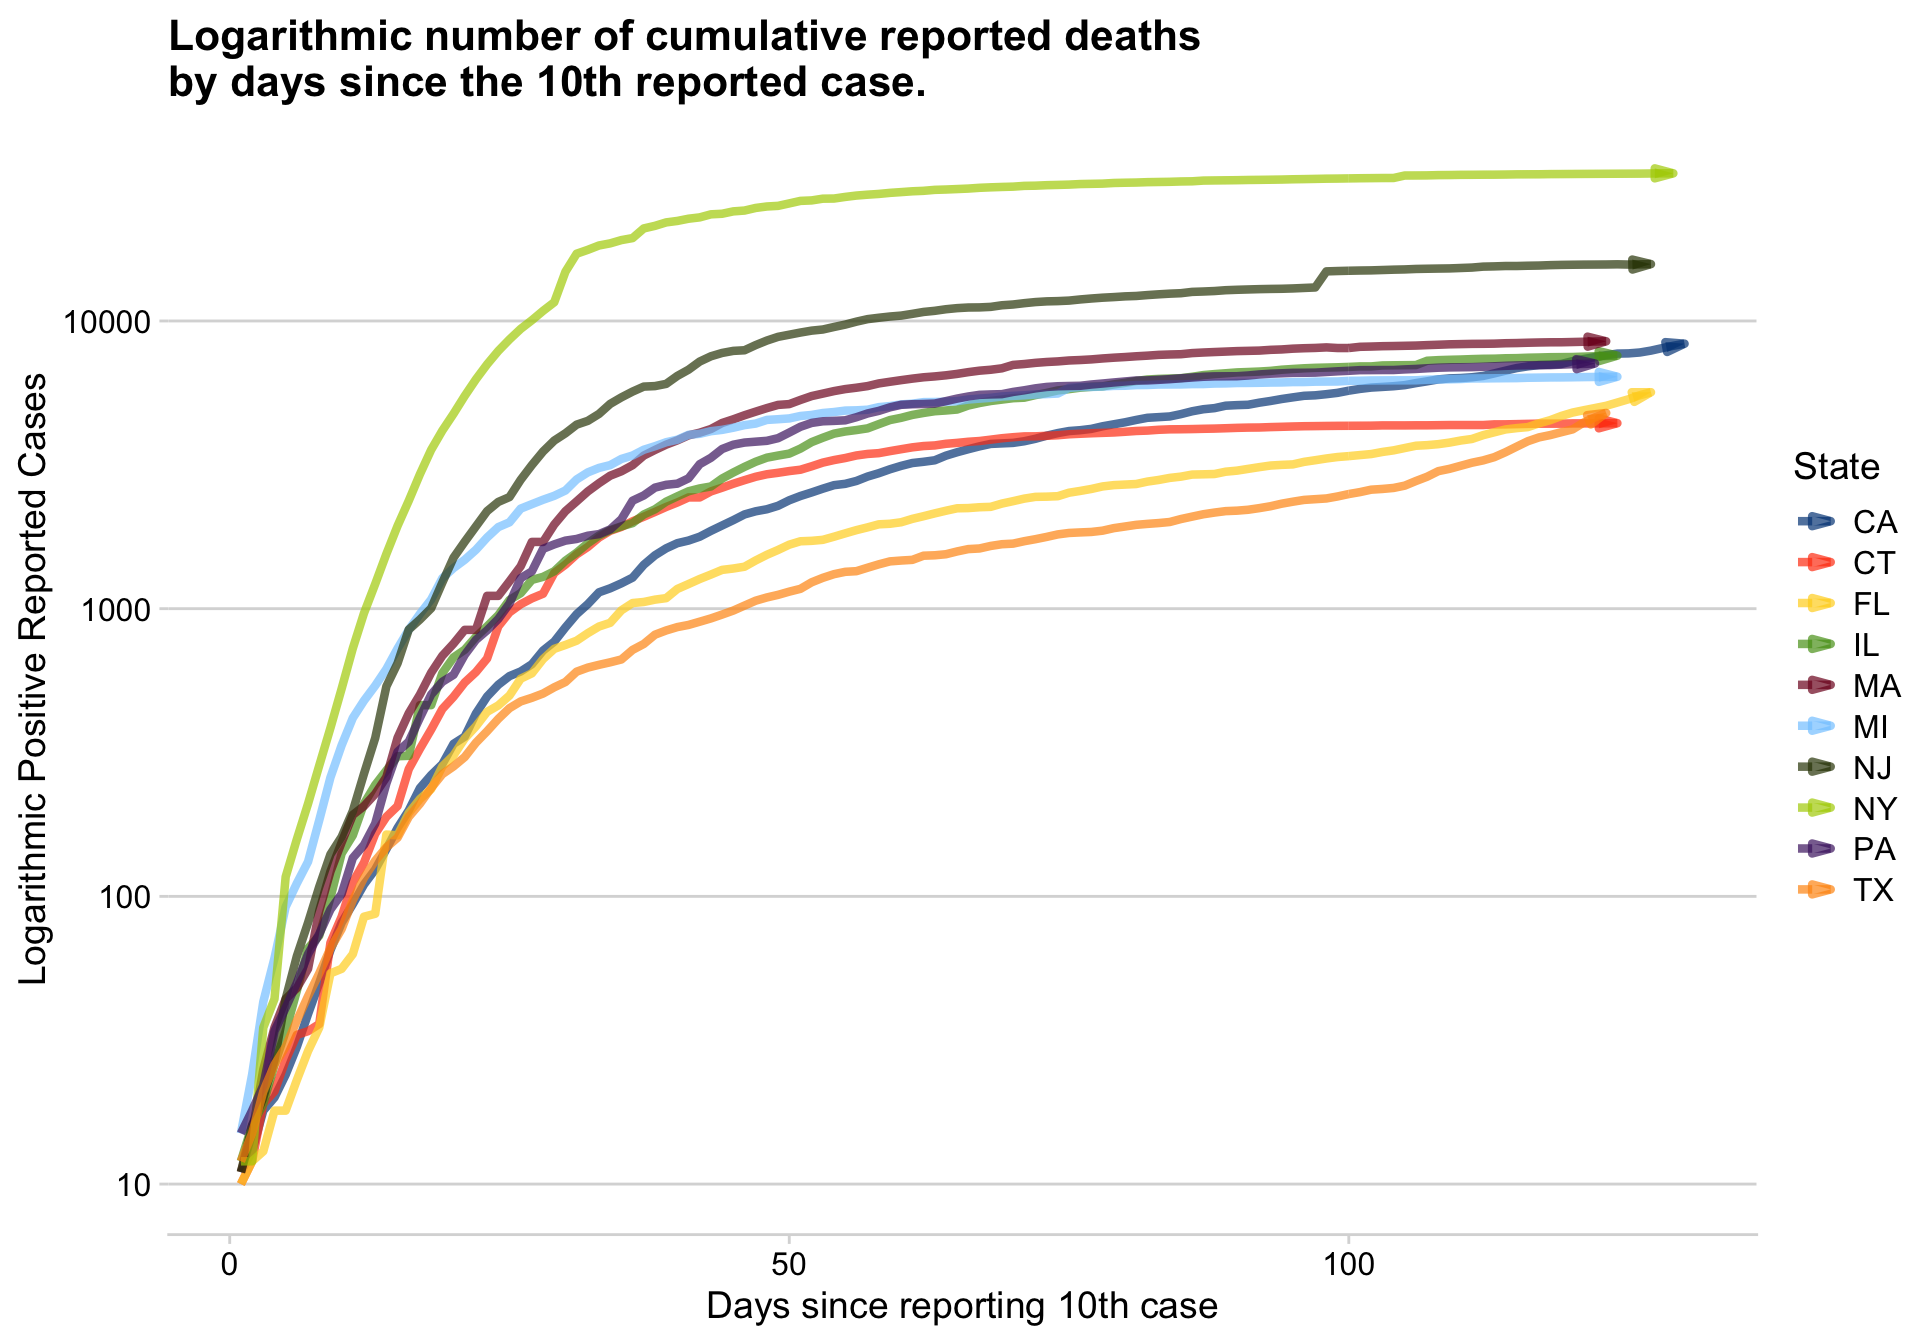 Logarithmic number of cumulative reported deaths
by days since the 10th reported case.
Logarithmic Positive Reported Cases
10000
1000
100
10
0
50
100
Days since reporting 10th case
State
CA
CT
FL
IL
MA
MI
NJ
NY
PA
TX